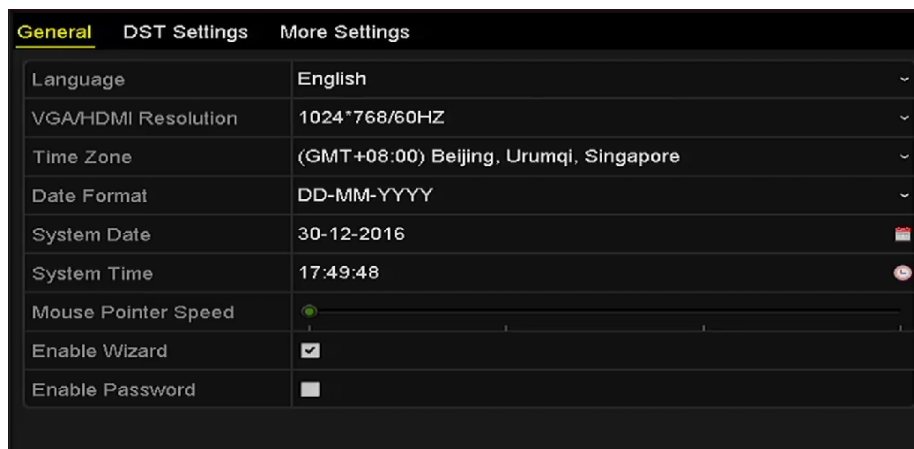 General DST Settings More Settings
Language English
VGA/HDMI Resolution 1024*768/60HZ
Time Zone (GMT+08:00) Beijing, Urumqi, Singapore
Date Format DD-MM-YYYY
System Date 30-12-2016
System Time 17:49:48
Mouse Pointer Speed
Enable Wizard
Enable Password